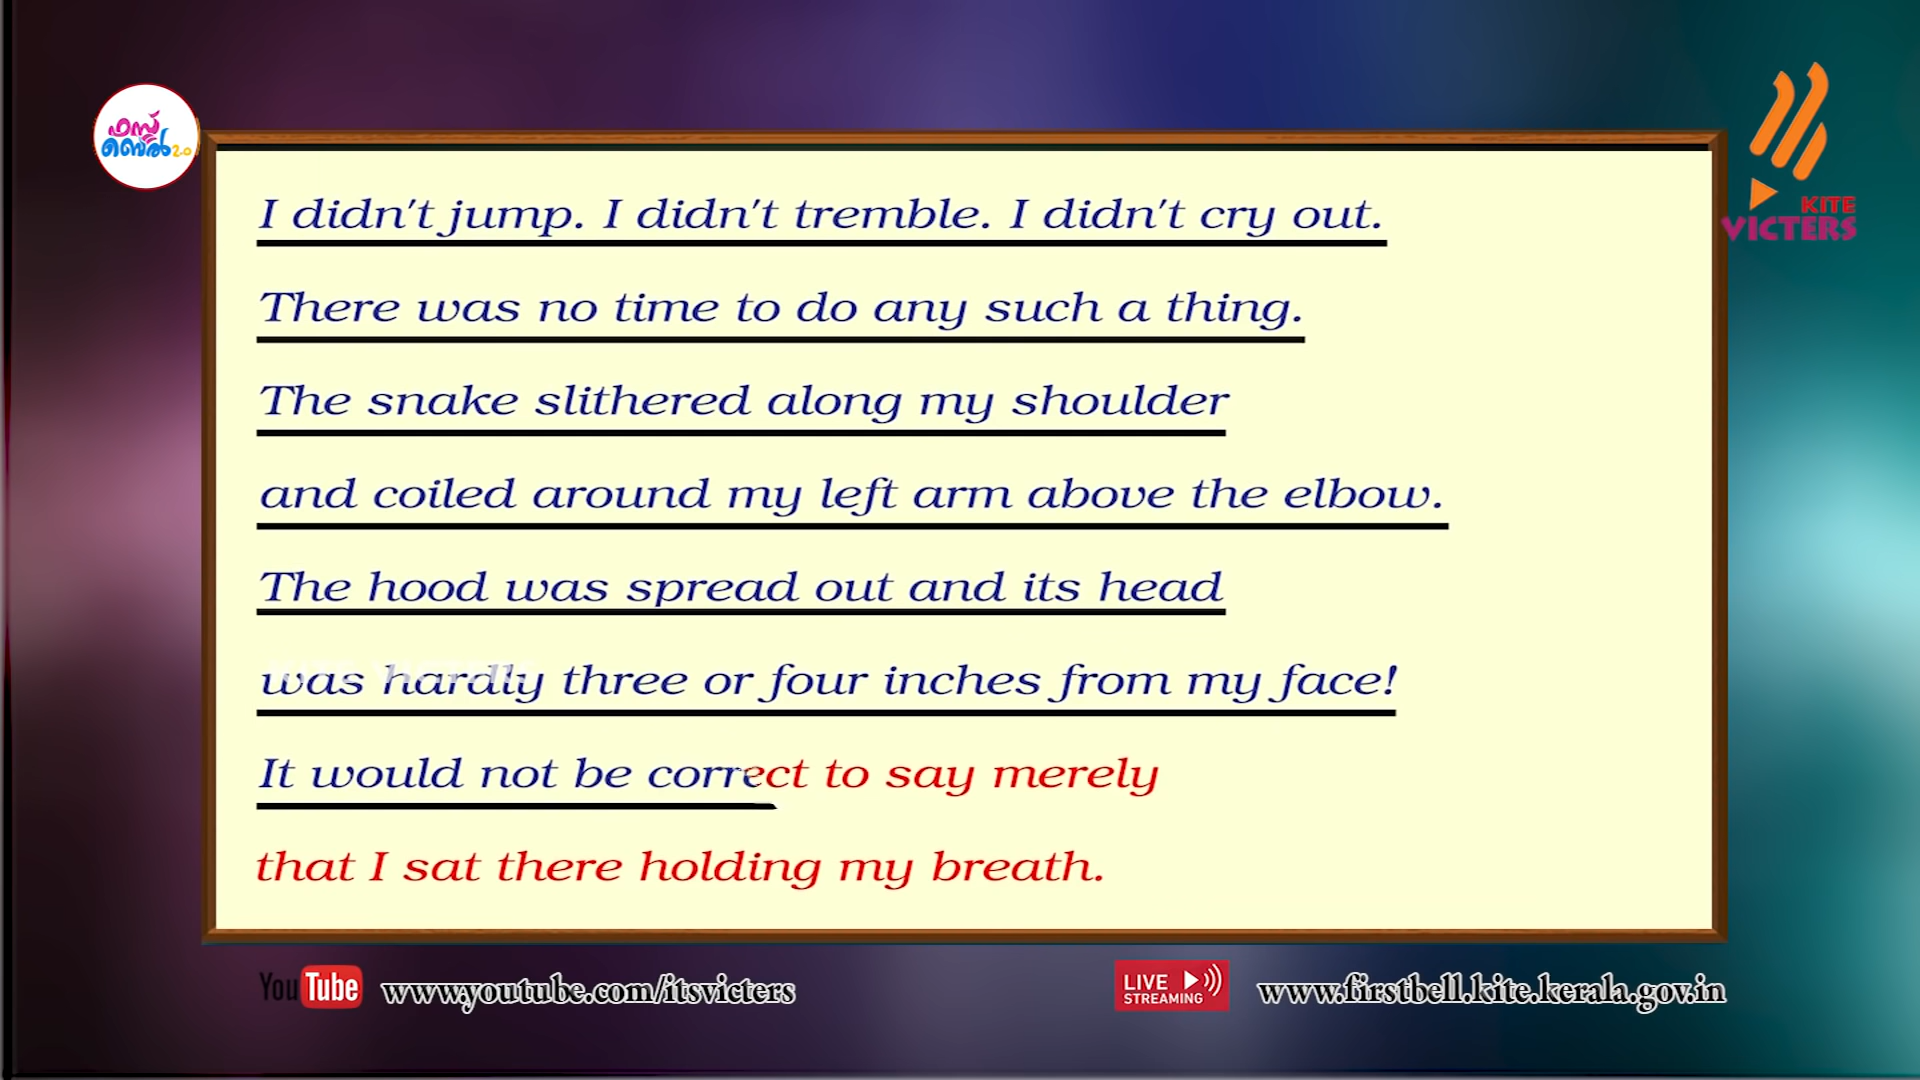 ഫസ്റ്റ്
ബെൽ 2.0
KITE
VICTERS
I didn't jump. I didn't tremble. I didn't cry out.
There was no time to do any such a thing.
The snake slithered along my shoulder
and coiled around my left arm above the elbow.
The hood was spread out and its head
was hardly three or four inches from my face!
It would not be correct to say merely
that I sat there holding my breath.
YouTube www.youtube.com/itsvicters
LIVE STREAMING www.firstbell.kite.kerala.gov.in